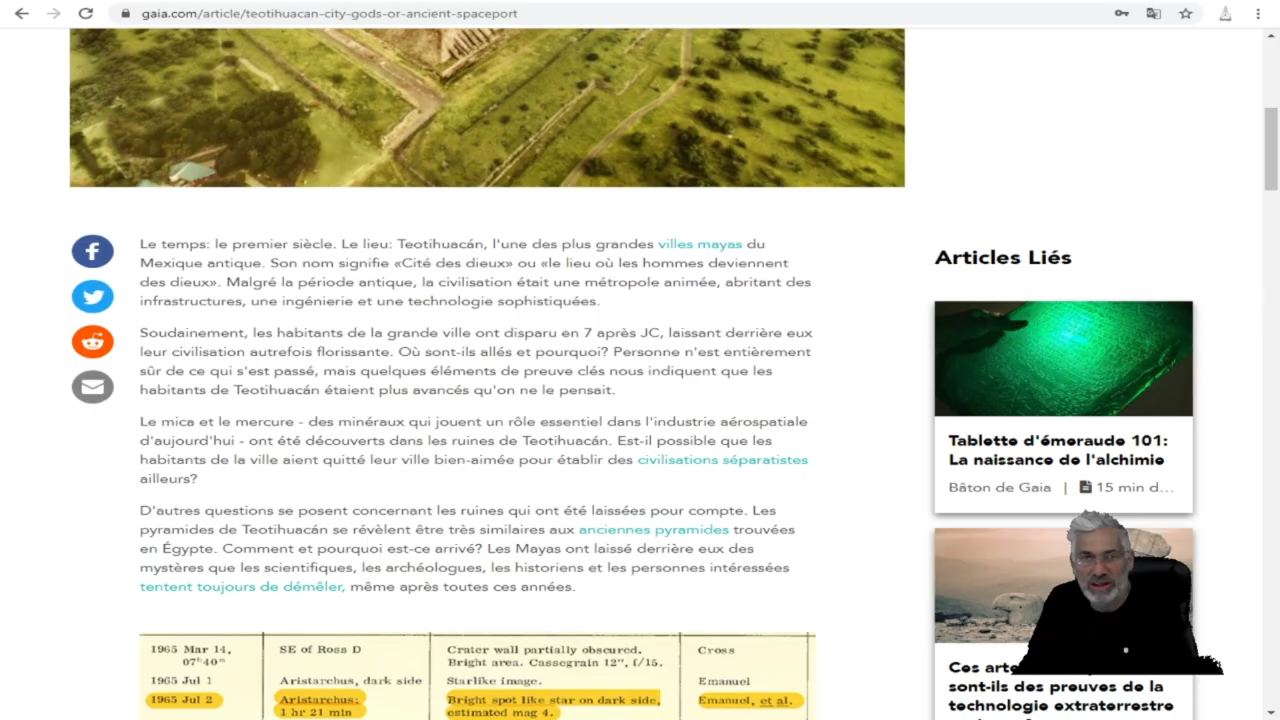 gaia.com/article/teotihuacan-city-gods-or-ancient-spaceport
Le temps: le premier siècle. Le lieu: Teotihuacán, l'une des plus grandes villes mayas du
Mexique antique. Son nom signifie «Cité des dieux» ou «le lieu où les hommes deviennent
des dieux». Malgré la période antique, la civilisation était une métropole animée, abritant des
infrastructures, une ingénierie et une technologie sophistiquées.
Soudainement, les habitants de la grande ville ont disparu en 7 après JC, laissant derrière eux
leur civilisation autrefois florissante. Où sont-ils allés et pourquoi? Personne n'est entièrement
sûr de ce qui s'est passé, mais quelques éléments de preuve clés nous indiquent que les
habitants de Teotihuacán étaient plus avancés qu'on ne le pensait.
Le mica et le mercure - des minéraux qui jouent un rôle essentiel dans l'industrie aérospatiale
d'aujourd'hui - ont été découverts dans les ruines de Teotihuacán. Est-il possible que les
habitants de la ville aient quitté leur ville bien-aimée pour établir des civilisations séparatistes
ailleurs?
D'autres questions se posent concernant les ruines qui ont été laissées pour compte. Les
pyramides de Teotihuacán se révèlent être très similaires aux anciennes pyramides trouvées
en Égypte. Comment et pourquoi est-ce arrivé? Les Mayas ont laissé derrière eux des
mystères que les scientifiques, les archéologues, les historiens et les personnes intéressées
tentent toujours de démêler, même après toutes ces années.
1965 Mar 14, SE of Ross D Crater wall partially obscured. Cross
07ʰ40ᵐ Bright area. Cassegrain 12", f/15.
1965 Jul 1 Aristarchus, dark side Starlike image. Emanuel
1965 Jul 2 Aristarchus: Bright spot like star on dark side, Emanuel, et al.
1 hr 21 min estimated mag 4.
Articles Liés
Tablette d'émeraude 101:
La naissance de l'alchimie
Bâton de Gaia | 15 min d...
Ces arte
sont-ils des preuves de la
technologie extraterrestre